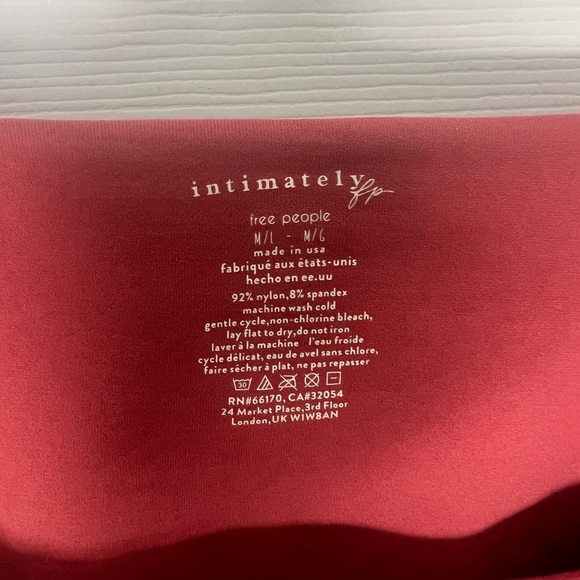 intimately fp
free people
M/L - M/G
made in usa
fabriqué aux états-unis
hecho en ee.uu
92% nylon,8% spandex
machine wash cold
gentle cycle,non-chlorine bleach,
lay flat to dry,do not iron
laver à la machine l'eau froide
cycle délicat, eau de avel sans chlore,
faire sécher à plat, ne pas repasser
30
RN#66170, CA#32054
24 Market Place,3rd Floor
London,UK W1W8AN